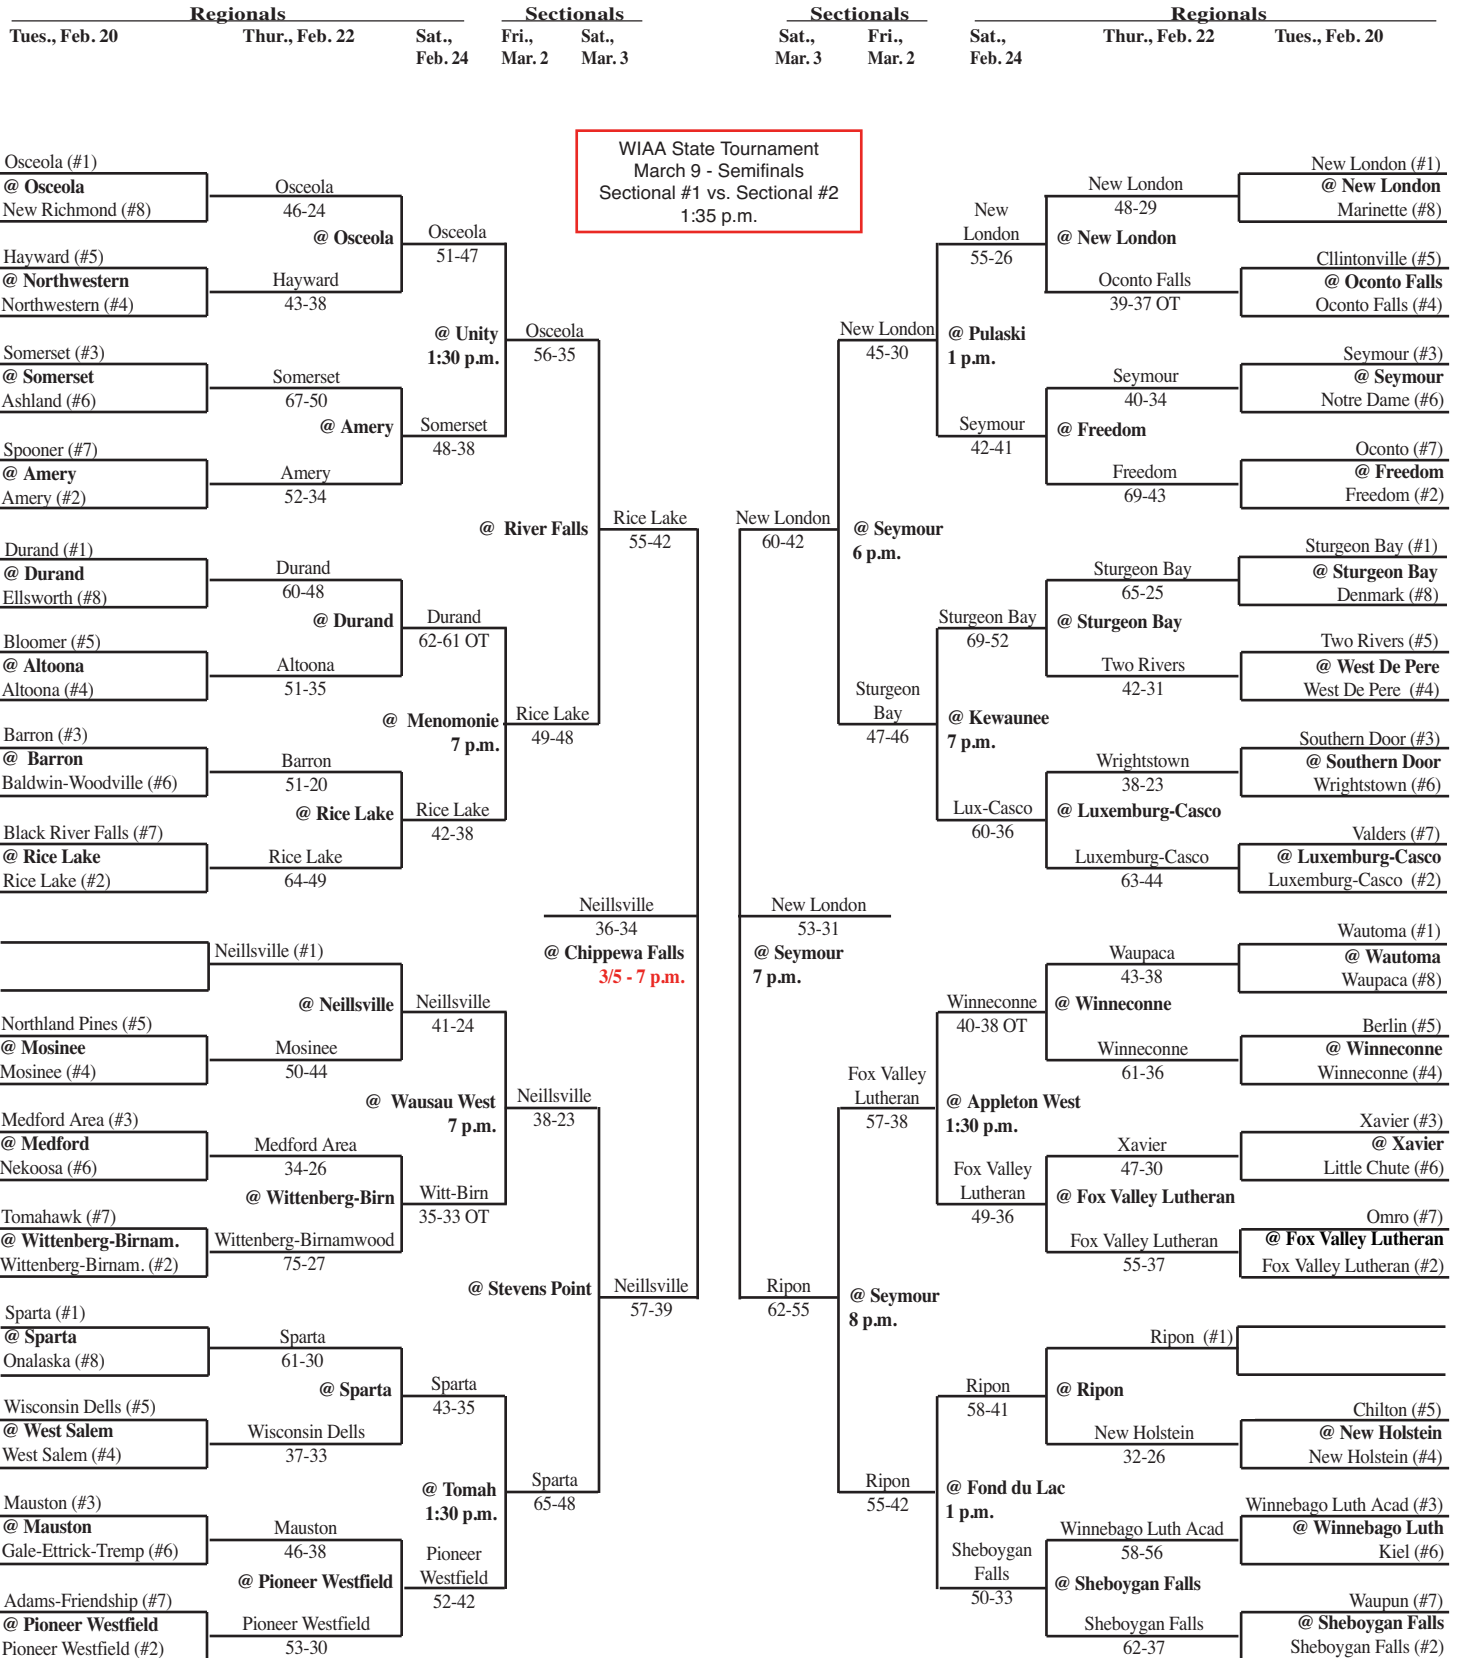 Regionals
Sectionals
Sectionals
Regionals
Tues., Feb. 20
Thur., Feb. 22
Sat.,
Feb. 24
Fri.,
Mar. 2
Sat.,
Mar. 3
Sat.,
Mar. 3
Fri.,
Mar. 2
Sat.,
Feb. 24
Thur., Feb. 22
Tues., Feb. 20
WIAA State Tournament
March 9 - Semifinals
Sectional #1 vs. Sectional #2
1:35 p.m.
Osceola (#1)
@ Osceola
New Richmond (#8)
Hayward (#5)
@ Northwestern
Northwestern (#4)
Somerset (#3)
@ Somerset
Ashland (#6)
Spooner (#7)
@ Amery
Amery (#2)
Durand (#1)
@ Durand
Ellsworth (#8)
Bloomer (#5)
@ Altoona
Altoona (#4)
Barron (#3)
@ Barron
Baldwin-Woodville (#6)
Black River Falls (#7)
@ Rice Lake
Rice Lake (#2)
Northland Pines (#5)
@ Mosinee
Mosinee (#4)
Medford Area (#3)
@ Medford
Nekoosa (#6)
Tomahawk (#7)
@ Wittenberg-Birnam.
Wittenberg-Birnam. (#2)
Sparta (#1)
@ Sparta
Onalaska (#8)
Wisconsin Dells (#5)
@ West Salem
West Salem (#4)
Mauston (#3)
@ Mauston
Gale-Ettrick-Tremp (#6)
Adams-Friendship (#7)
@ Pioneer Westfield
Pioneer Westfield (#2)
Osceola
46-24
@ Osceola
Hayward
43-38
Somerset
67-50
@ Amery
Amery
52-34
Durand
60-48
@ Durand
Altoona
51-35
Barron
51-20
@ Rice Lake
Rice Lake
64-49
Neillsville (#1)
@ Neillsville
Mosinee
50-44
Medford Area
34-26
@ Wittenberg-Birn
Wittenberg-Birnamwood
75-27
Sparta
61-30
@ Sparta
Wisconsin Dells
37-33
Mauston
46-38
@ Pioneer Westfield
Pioneer Westfield
53-30
Osceola
51-47
@ Unity
1:30 p.m.
Somerset
48-38
Durand
62-61 OT
@ Menomonie
7 p.m.
Rice Lake
42-38
Neillsville
41-24
@ Wausau West
7 p.m.
Witt-Birn
35-33 OT
Sparta
43-35
@ Tomah
1:30 p.m.
Pioneer
Westfield
52-42
Osceola
56-35
@ River Falls
Rice Lake
49-48
Neillsville
38-23
@ Stevens Point
Sparta
65-48
Rice Lake
55-42
Neillsville
36-34
@ Chippewa Falls
3/5 - 7 p.m.
Neillsville
57-39
New London
60-42
New London
53-31
@ Seymour
7 p.m.
Ripon
62-55
New London
45-30
@ Seymour
6 p.m.
Sturgeon
Bay
47-46
Fox Valley
Lutheran
57-38
@ Seymour
8 p.m.
Ripon
55-42
New
London
55-26
@ Pulaski
1 p.m.
Seymour
42-41
Sturgeon Bay
69-52
@ Kewaunee
7 p.m.
Lux-Casco
60-36
Winneconne
40-38 OT
@ Appleton West
1:30 p.m.
Fox Valley
Lutheran
49-36
Ripon
58-41
@ Fond du Lac
1 p.m.
Sheboygan
Falls
50-33
New London
48-29
@ New London
Oconto Falls
39-37 OT
Seymour
40-34
@ Freedom
Freedom
69-43
Sturgeon Bay
65-25
@ Sturgeon Bay
Two Rivers
42-31
Wrightstown
38-23
@ Luxemburg-Casco
Luxemburg-Casco
63-44
Waupaca
43-38
@ Winneconne
Winneconne
61-36
Xavier
47-30
@ Fox Valley Lutheran
Fox Valley Lutheran
55-37
Ripon (#1)
@ Ripon
New Holstein
32-26
Winnebago Luth Acad
58-56
@ Sheboygan Falls
Sheboygan Falls
62-37
New London (#1)
@ New London
Marinette (#8)
Cllintonville (#5)
@ Oconto Falls
Oconto Falls (#4)
Seymour (#3)
@ Seymour
Notre Dame (#6)
Oconto (#7)
@ Freedom
Freedom (#2)
Sturgeon Bay (#1)
@ Sturgeon Bay
Denmark (#8)
Two Rivers (#5)
@ West De Pere
West De Pere (#4)
Southern Door (#3)
@ Southern Door
Wrightstown (#6)
Valders (#7)
@ Luxemburg-Casco
Luxemburg-Casco (#2)
Wautoma (#1)
@ Wautoma
Waupaca (#8)
Berlin (#5)
@ Winneconne
Winneconne (#4)
Xavier (#3)
@ Xavier
Little Chute (#6)
Omro (#7)
@ Fox Valley Lutheran
Fox Valley Lutheran (#2)
Chilton (#5)
@ New Holstein
New Holstein (#4)
Winnebago Luth Acad (#3)
@ Winnebago Luth
Kiel (#6)
Waupun (#7)
@ Sheboygan Falls
Sheboygan Falls (#2)